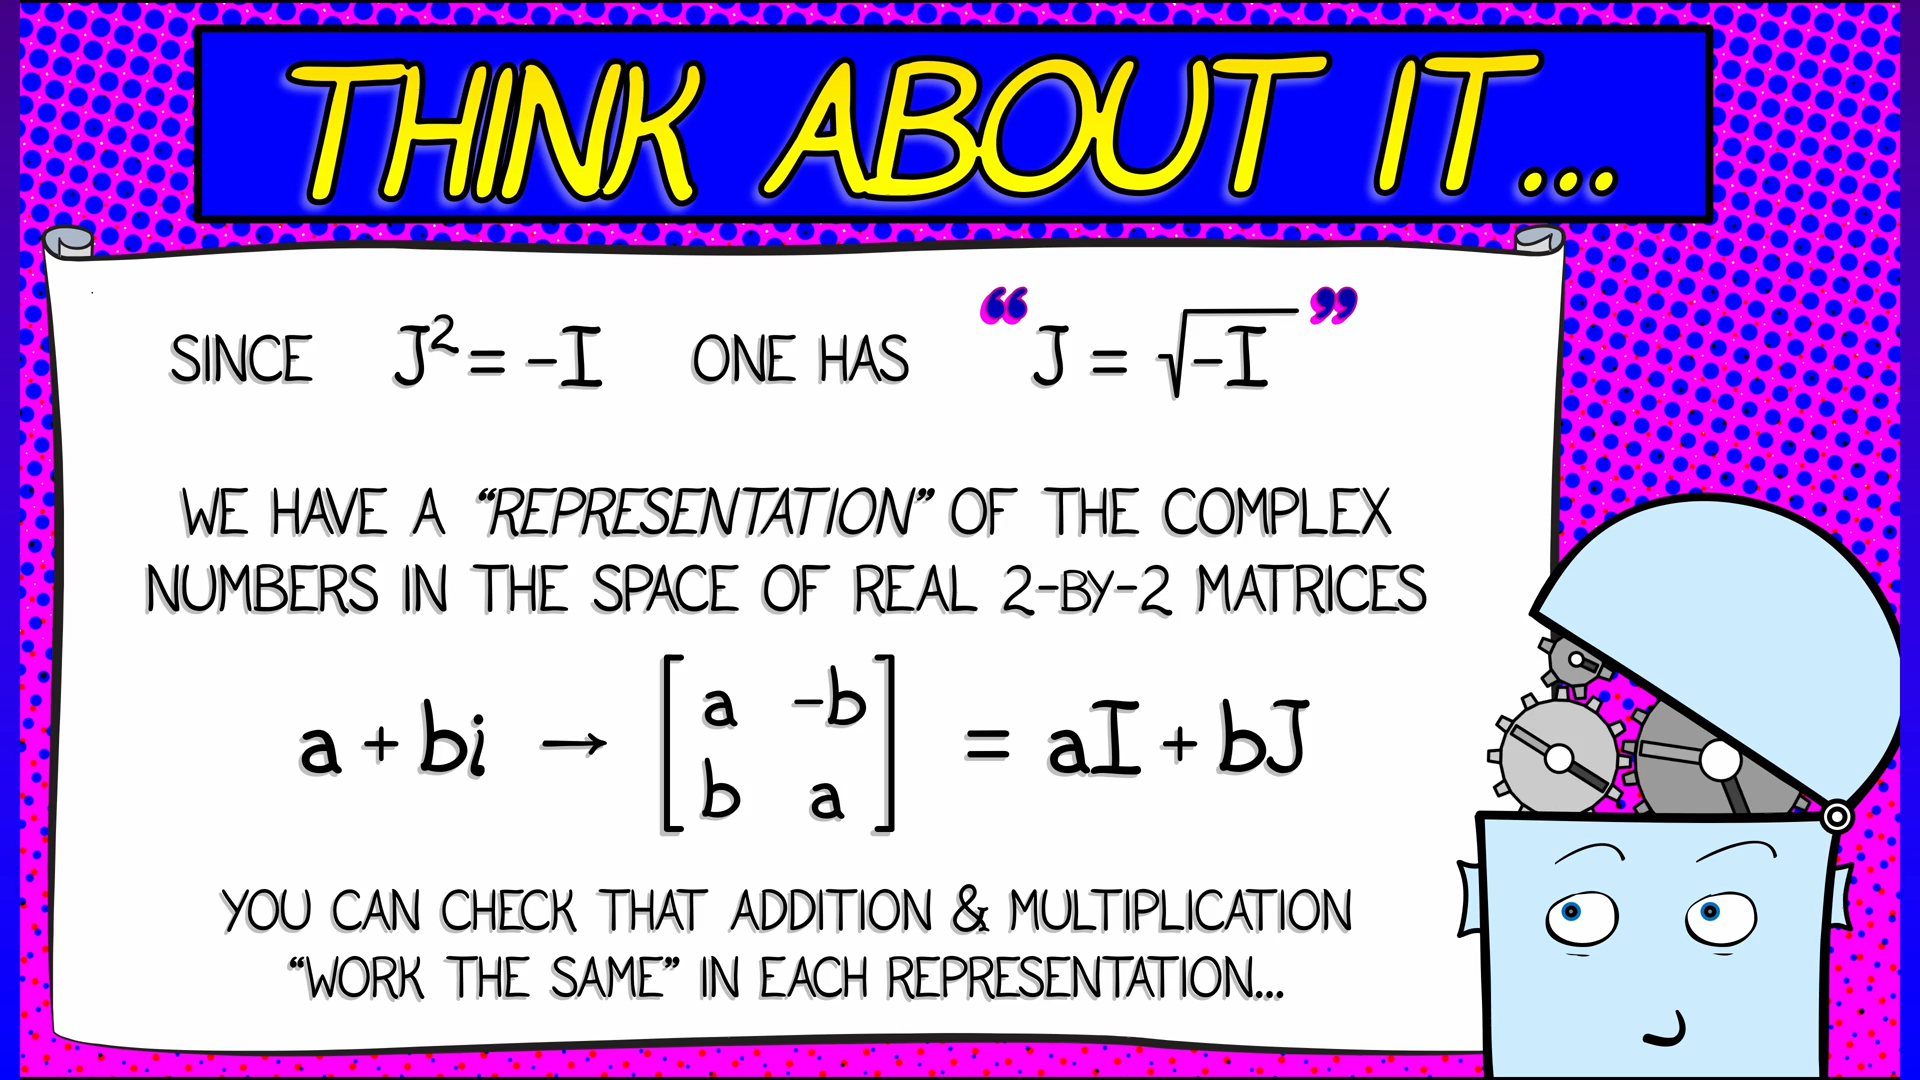 THINK ABOUT IT...
SINCE J² = -I ONE HAS “J = √-I”
WE HAVE A “REPRESENTATION” OF THE COMPLEX
NUMBERS IN THE SPACE OF REAL 2-BY-2 MATRICES
a + bi → [a -b
b a] = aI + bJ
YOU CAN CHECK THAT ADDITION & MULTIPLICATION
“WORK THE SAME” IN EACH REPRESENTATION...